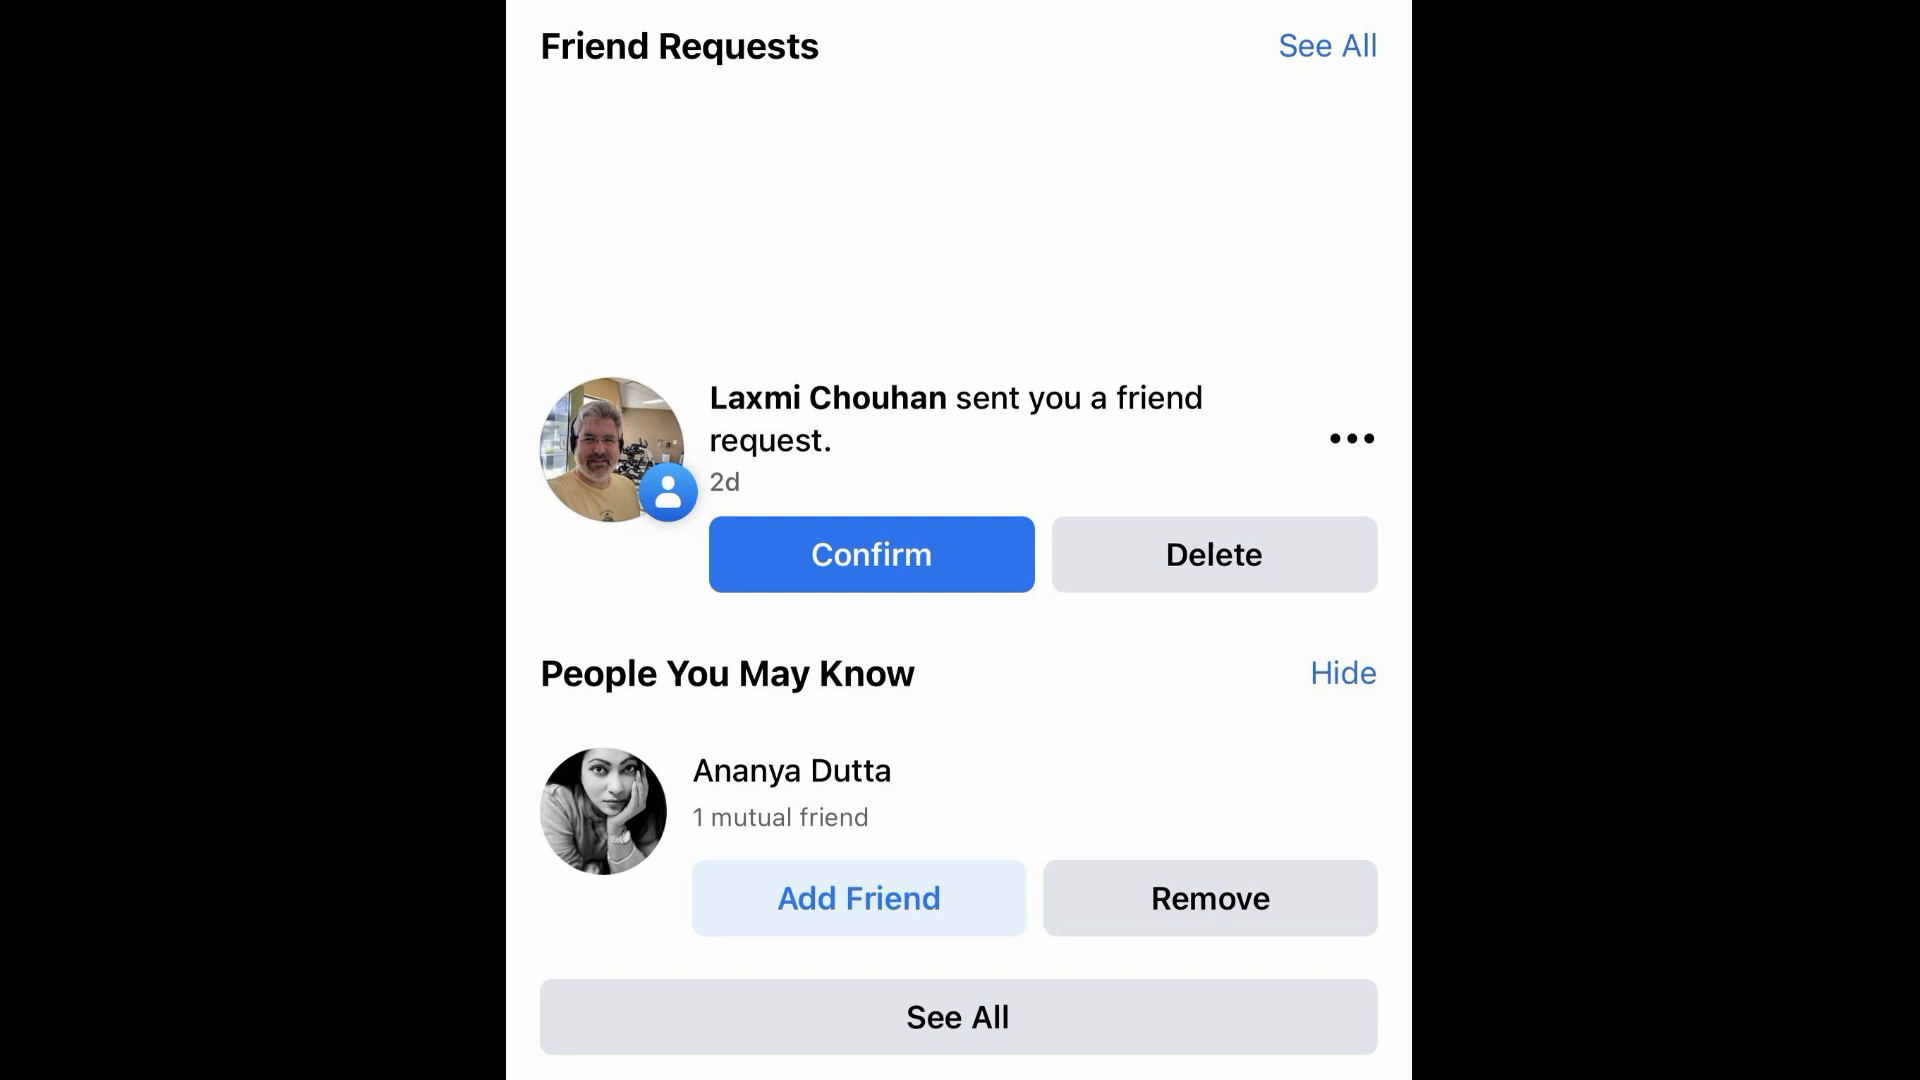 Friend Requests
See All
Laxmi Chouhan sent you a friend
request.
2d
Confirm
Delete
People You May Know
Hide
Ananya Dutta
1 mutual friend
Add Friend
Remove
See All